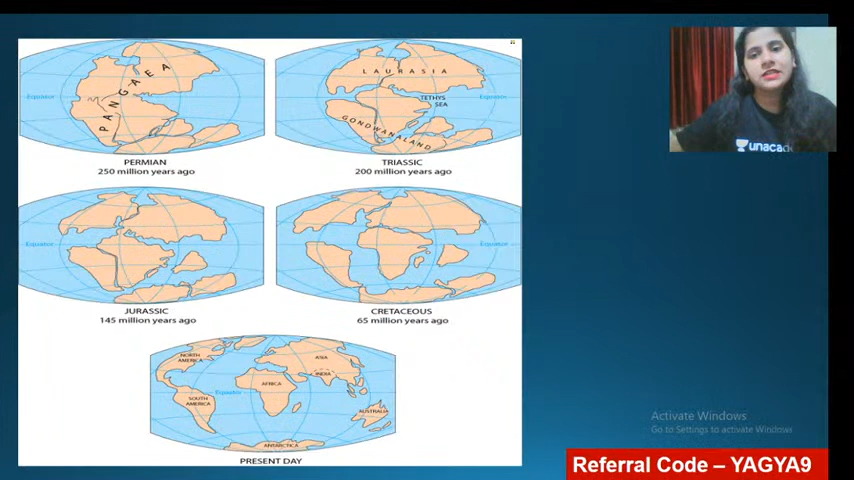 PANGAEA
Equator
PERMIAN
250 million years ago
LAURASIA
TETHYS
SEA
Equator
GONDWANALAND
TRIASSIC
200 million years ago
Equator
JURASSIC
145 million years ago
Equator
CRETACEOUS
65 million years ago
NORTH
AMERICA
ASIA
INDIA
AFRICA
Equator
SOUTH
AMERICA
AUSTRALIA
ANTARCTICA
PRESENT DAY
unacad
Activate Windows
Go to Settings to activate Windows
Referral Code – YAGYA9